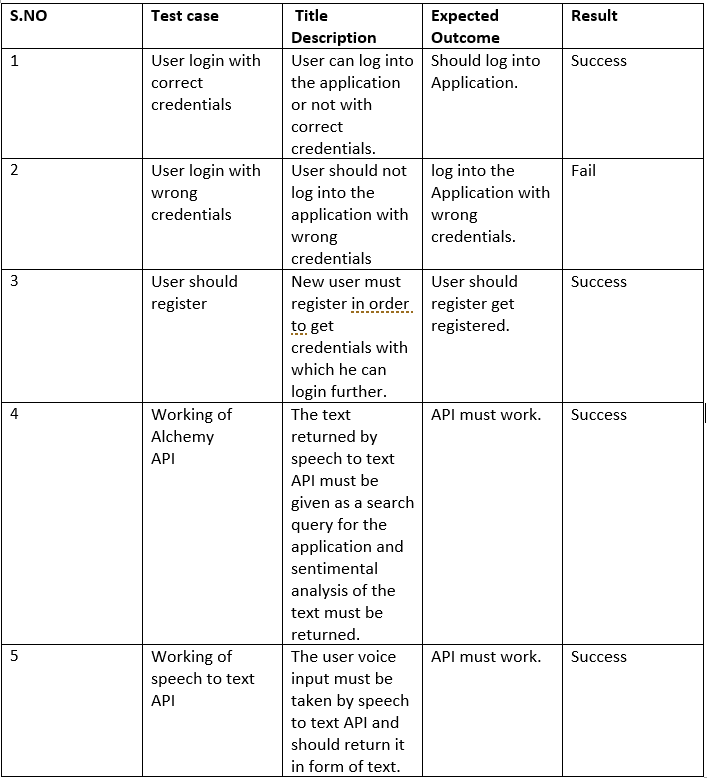 S.NO
Test case
Title
Description
Expected
Outcome
Result
1
User login with
correct
credentials
User can log into
the application
or not with
correct
credentials.
Should log into
Application.
Success
2
User login with
wrong
credentials
User should not
log into the
application with
wrong
credentials
log into the
Application with
wrong
credentials.
Fail
3
User should
register
New user must
register in order
to get
credentials with
which he can
login further.
User should
register get
registered.
Success
4
Working of
Alchemy
API
The text
returned by
speech to text
API must be
given as a search
query for the
application and
sentimental
analysis of the
text must be
returned.
API must work.
Success
5
Working of
speech to text
API
The user voice
input must be
taken by speech
to text API and
should return it
in form of text.
API must work.
Success